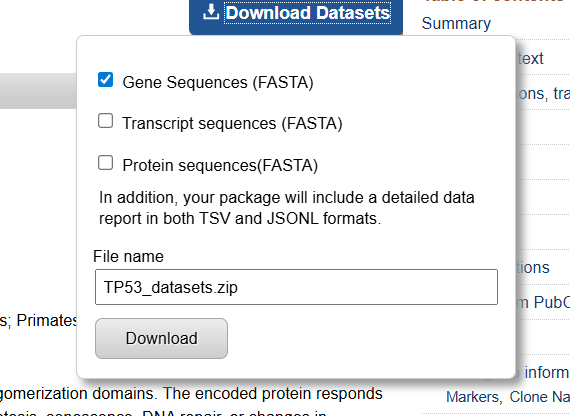 Download Datasets
Summary
Gene Sequences (FASTA)
Transcript sequences (FASTA)
Protein sequences(FASTA)
In addition, your package will include a detailed data
report in both TSV and JSONL formats.
File name
TP53_datasets.zip
Download
text
ons, tra
tions
m PubC
s; Primates
inform
Markers, Clone Na
gomerization domains. The encoded protein responds